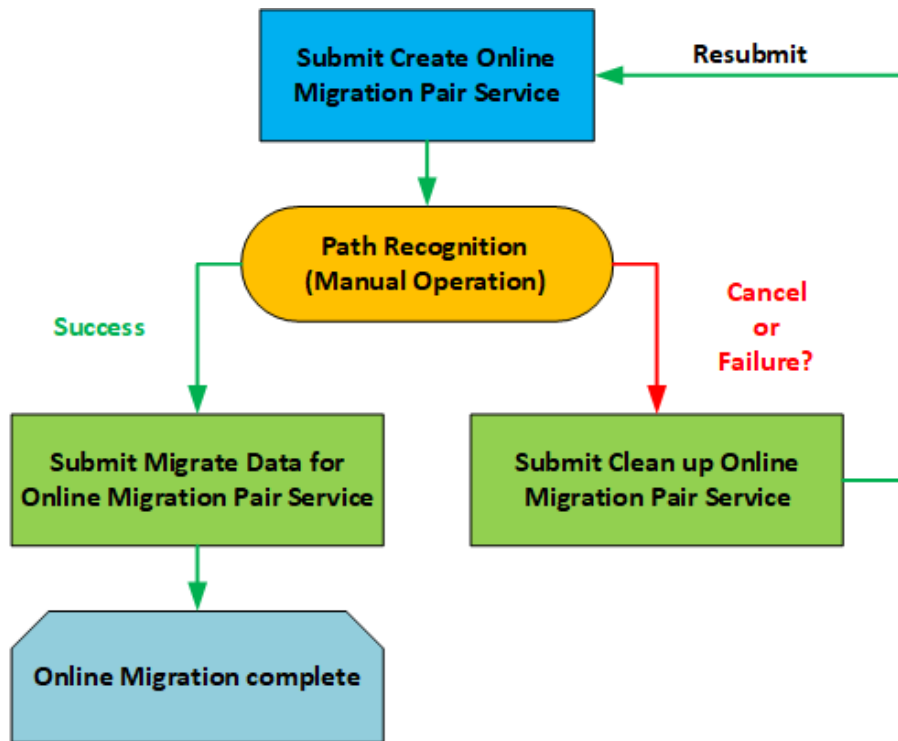 Submit Create Online
Migration Pair Service
Resubmit
Path Recognition
(Manual Operation)
Success
Cancel
or
Failure?
Submit Migrate Data for
Online Migration Pair Service
Submit Clean up Online
Migration Pair Service
Online Migration complete